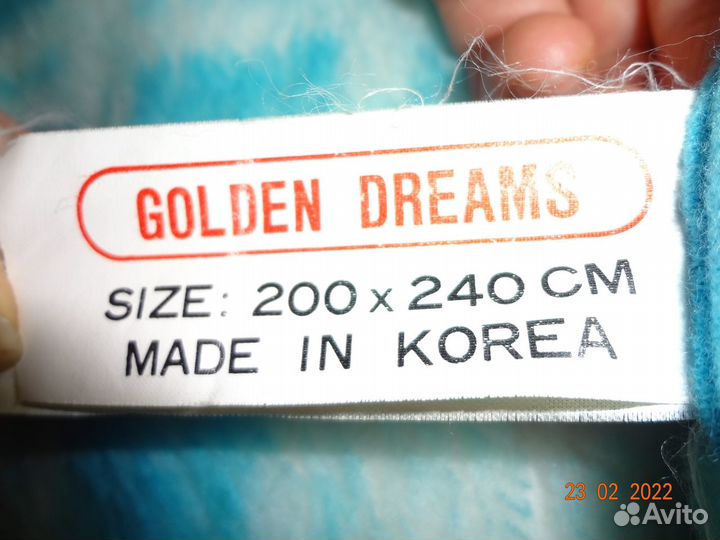 GOLDEN DREAMS
SIZE: 200 x 240 CM
MADE IN KOREA
23 02 2022
Avito